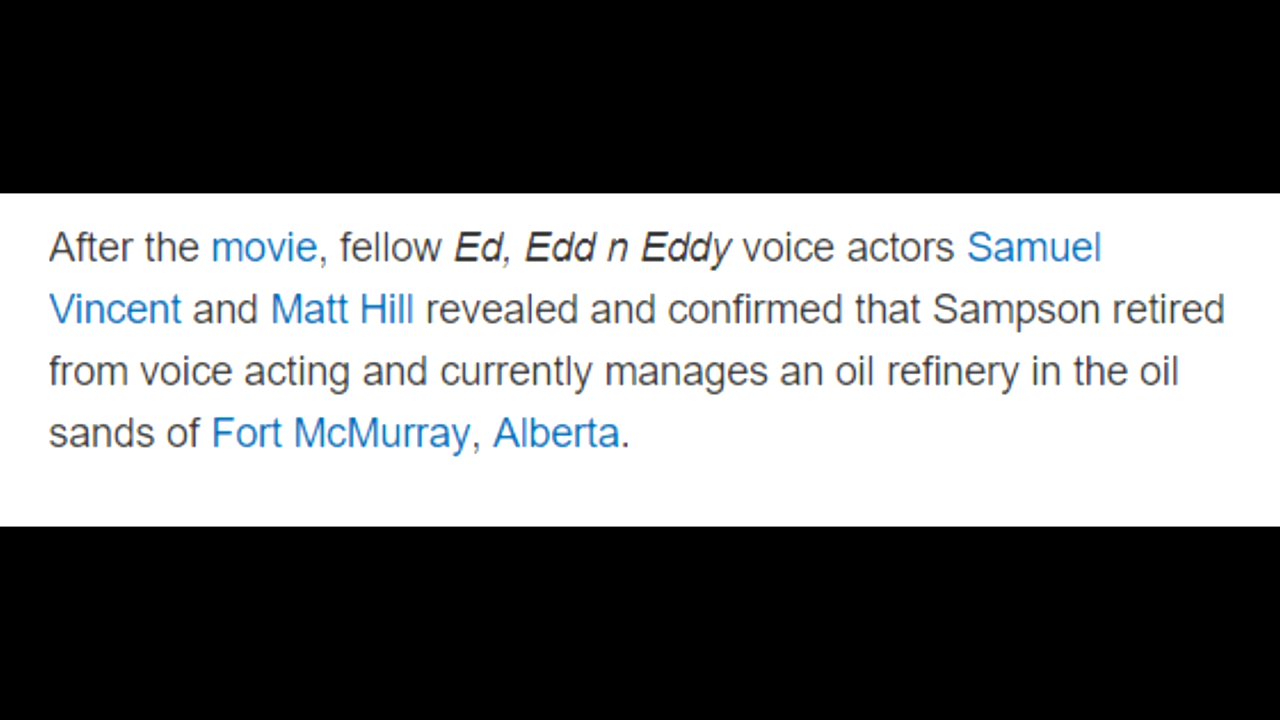 After the movie, fellow Ed, Edd n Eddy voice actors Samuel
Vincent and Matt Hill revealed and confirmed that Sampson retired
from voice acting and currently manages an oil refinery in the oil
sands of Fort McMurray, Alberta.